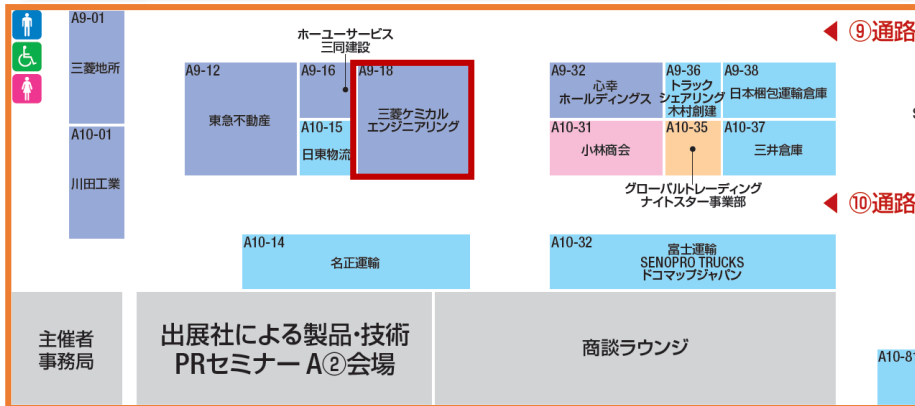 A9-01
三菱地所
A10-01
川田工業
ホーユーサービス
三同建設
A9-12
東急不動産
A9-16
A10-15
日東物流
A9-18
三菱ケミカル
エンジニアリング
A9-32
心幸
ホールディングス
A9-36
トラック
シェアリング
木村創建
A9-38
日本梱包運輸倉庫
A10-31
小林商会
A10-35
A10-37
三井倉庫
グローバルトレーディング
ナイトスター事業部
⑨通路
⑩通路
A10-14
名正運輸
A10-32
富士運輸
SENOPRO TRUCKS
ドコマップジャパン
主催者
事務局
出展社による製品・技術
PRセミナー A②会場
商談ラウンジ
A10-81